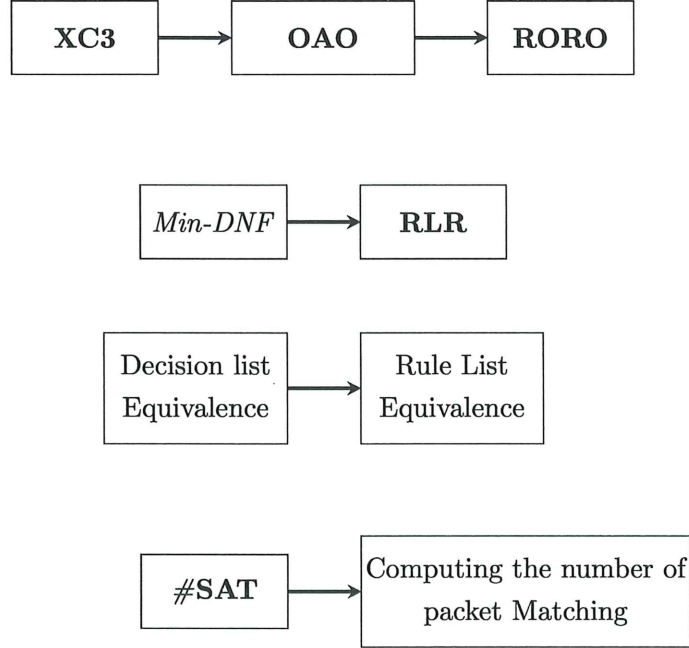 XC3 OAO RORO
Min-DNF RLR
Decision list Rule List
Equivalence Equivalence
#SAT Computing the number of
packet Matching